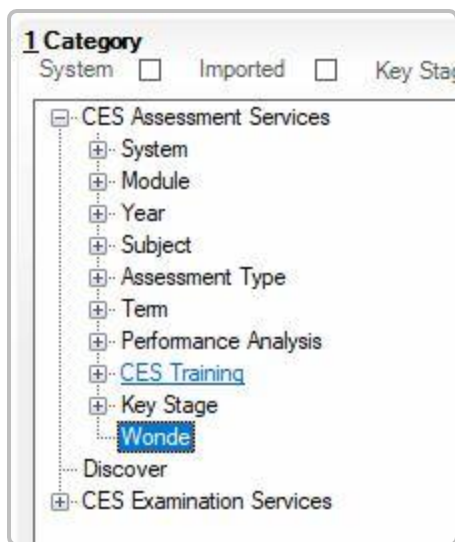 1 Category
System Imported Key Stag
CES Assessment Services
System
Module
Year
Subject
Assessment Type
Term
Performance Analysis
CES Training
Key Stage
Wonde
Discover
CES Examination Services